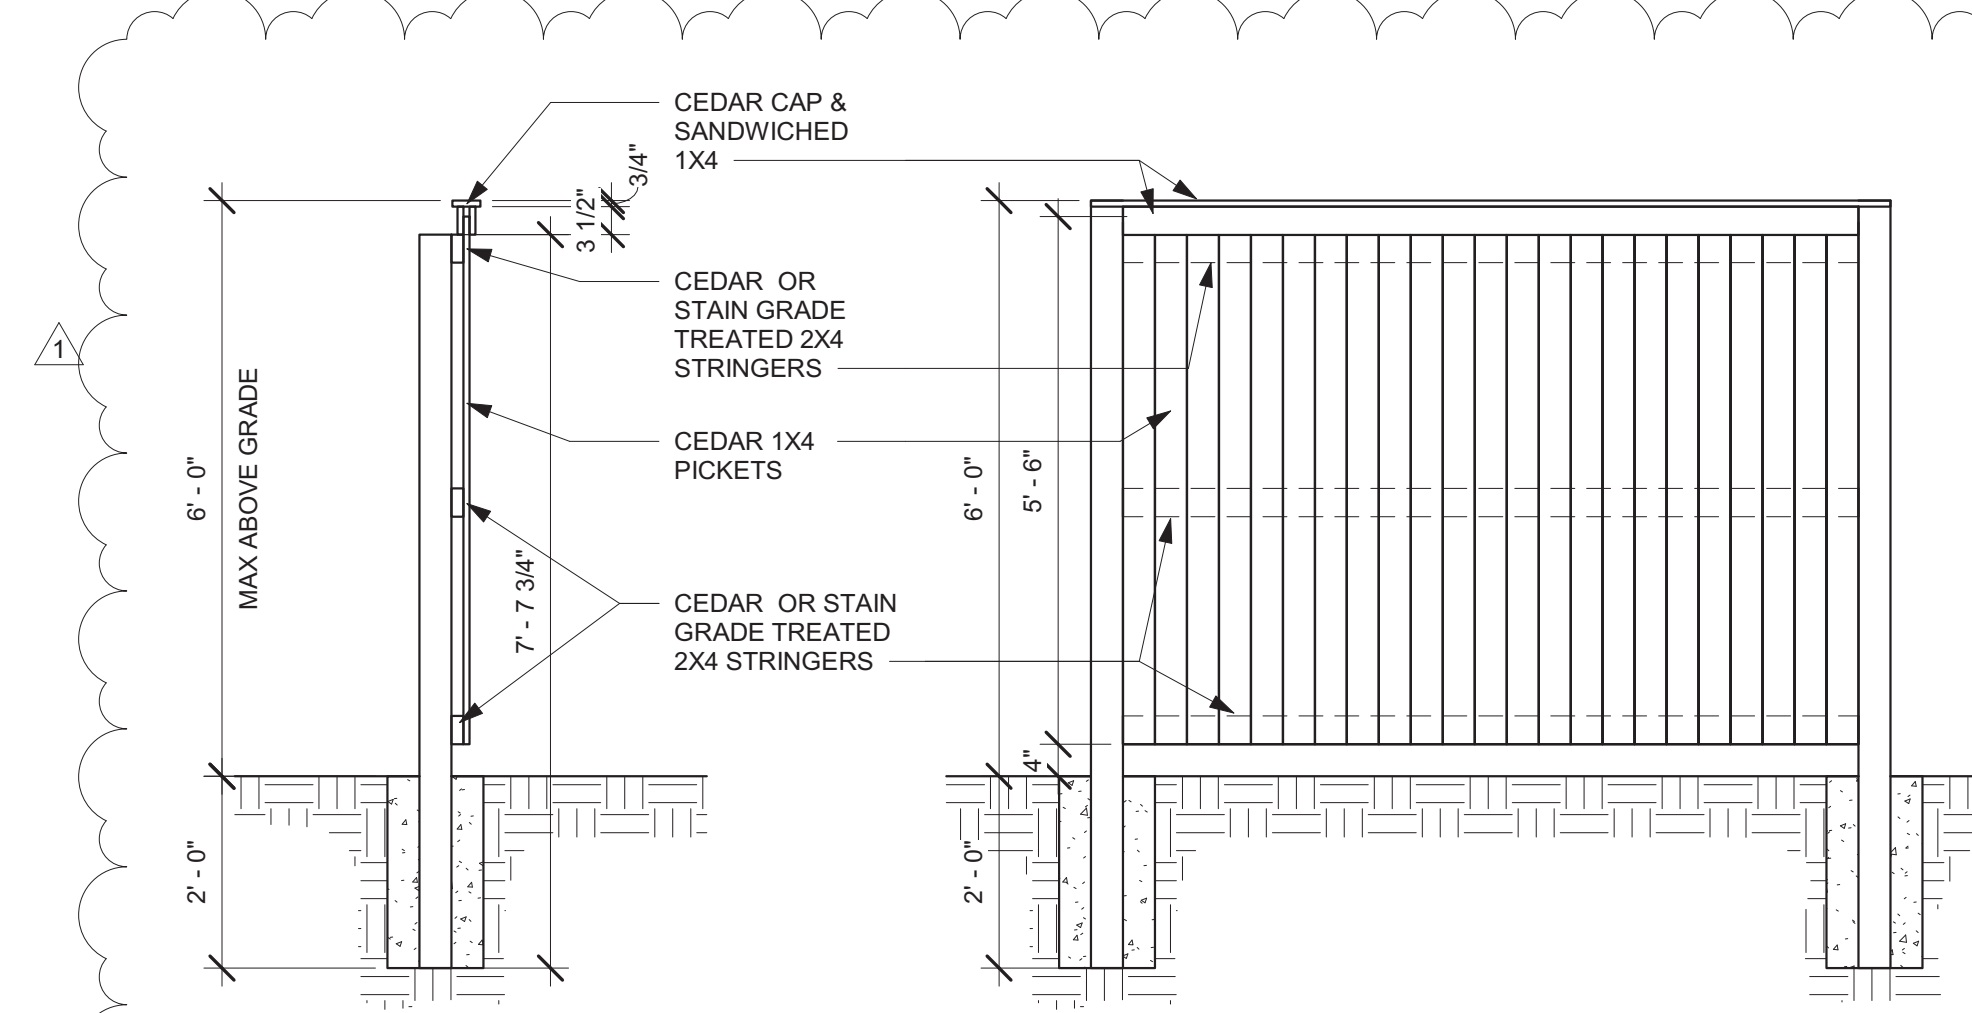 CEDAR CAP &
SANDWICHED
1X4
3/4"
3 1/2"
CEDAR  OR
STAIN GRADE
TREATED 2X4
STRINGERS
1
MAX ABOVE GRADE
6' - 0"
CEDAR 1X4
PICKETS
6' - 0"
5' - 6"
7' - 7 3/4"
CEDAR  OR STAIN
GRADE TREATED
2X4 STRINGERS
4"
2' - 0"
2' - 0"